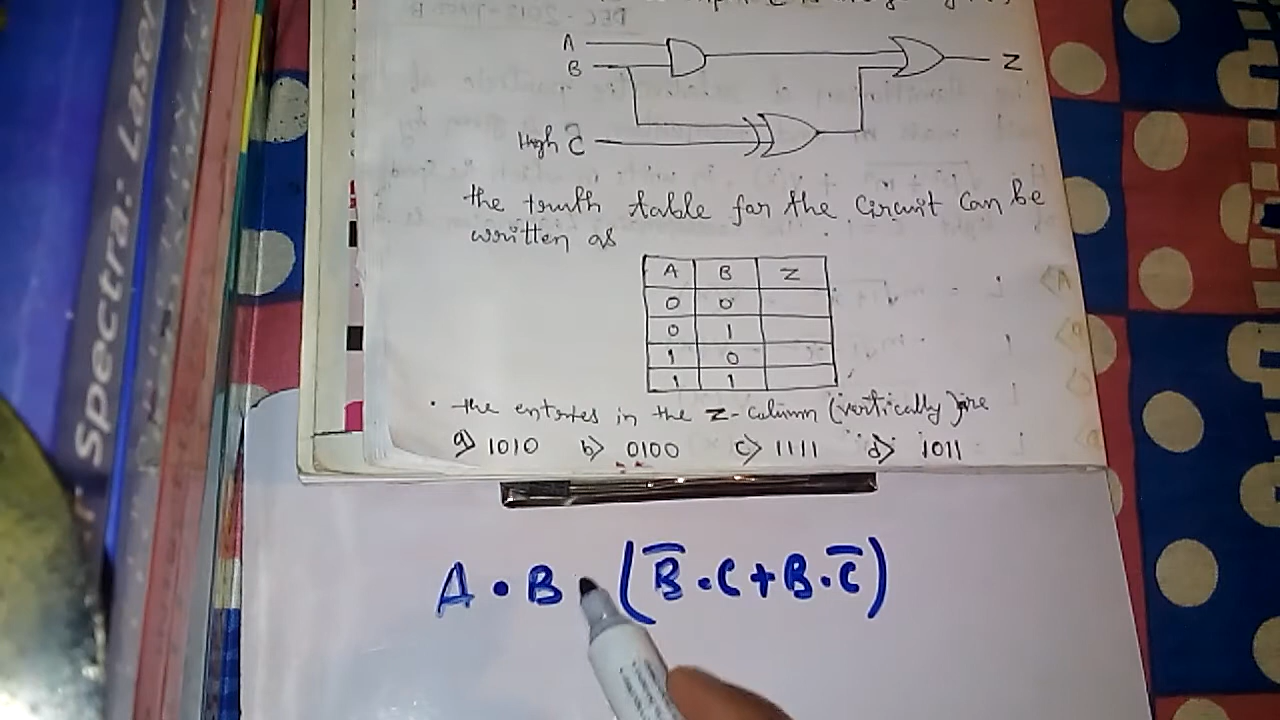 A
B
Z
High C
the truth table for the circuit can be
written as
A B Z
0 0
0 1
1 0
1 1
• the entries in the Z-column (vertically) are
a) 1010 b) 0100 c) 1111 d) 1011
A • B (B̅ • C + B • C̅)
Spectra: Laser